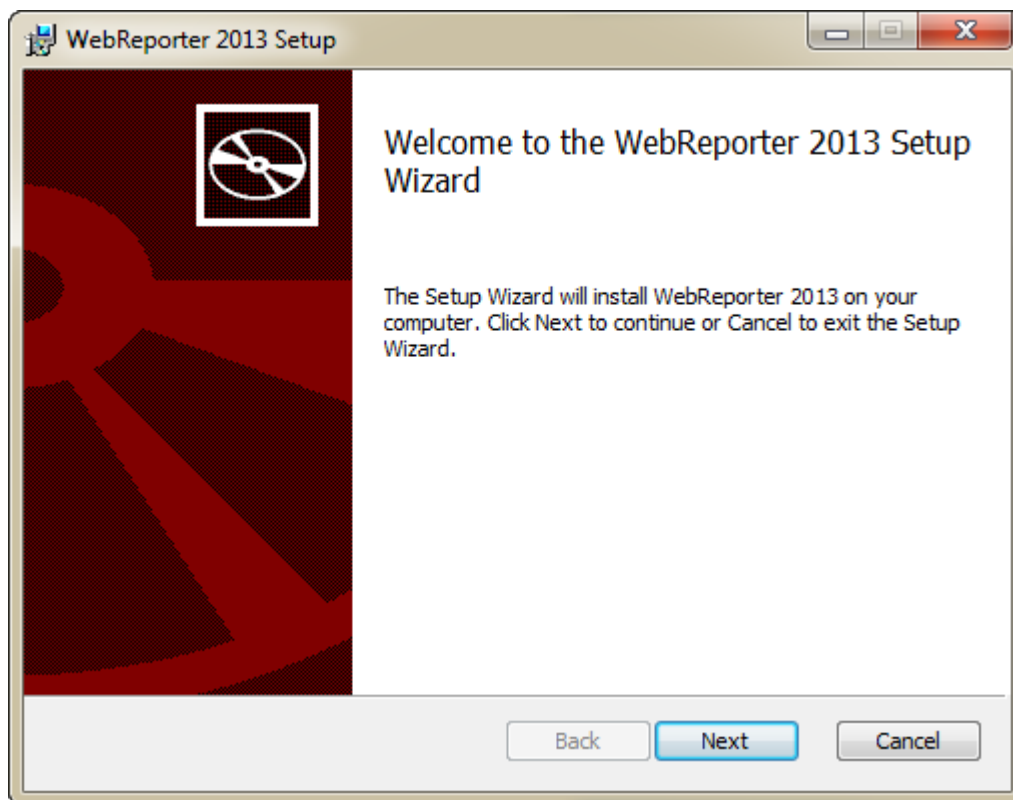 WebReporter 2013 Setup
Welcome to the WebReporter 2013 Setup
Wizard
The Setup Wizard will install WebReporter 2013 on your
computer. Click Next to continue or Cancel to exit the Setup
Wizard.
Back Next Cancel